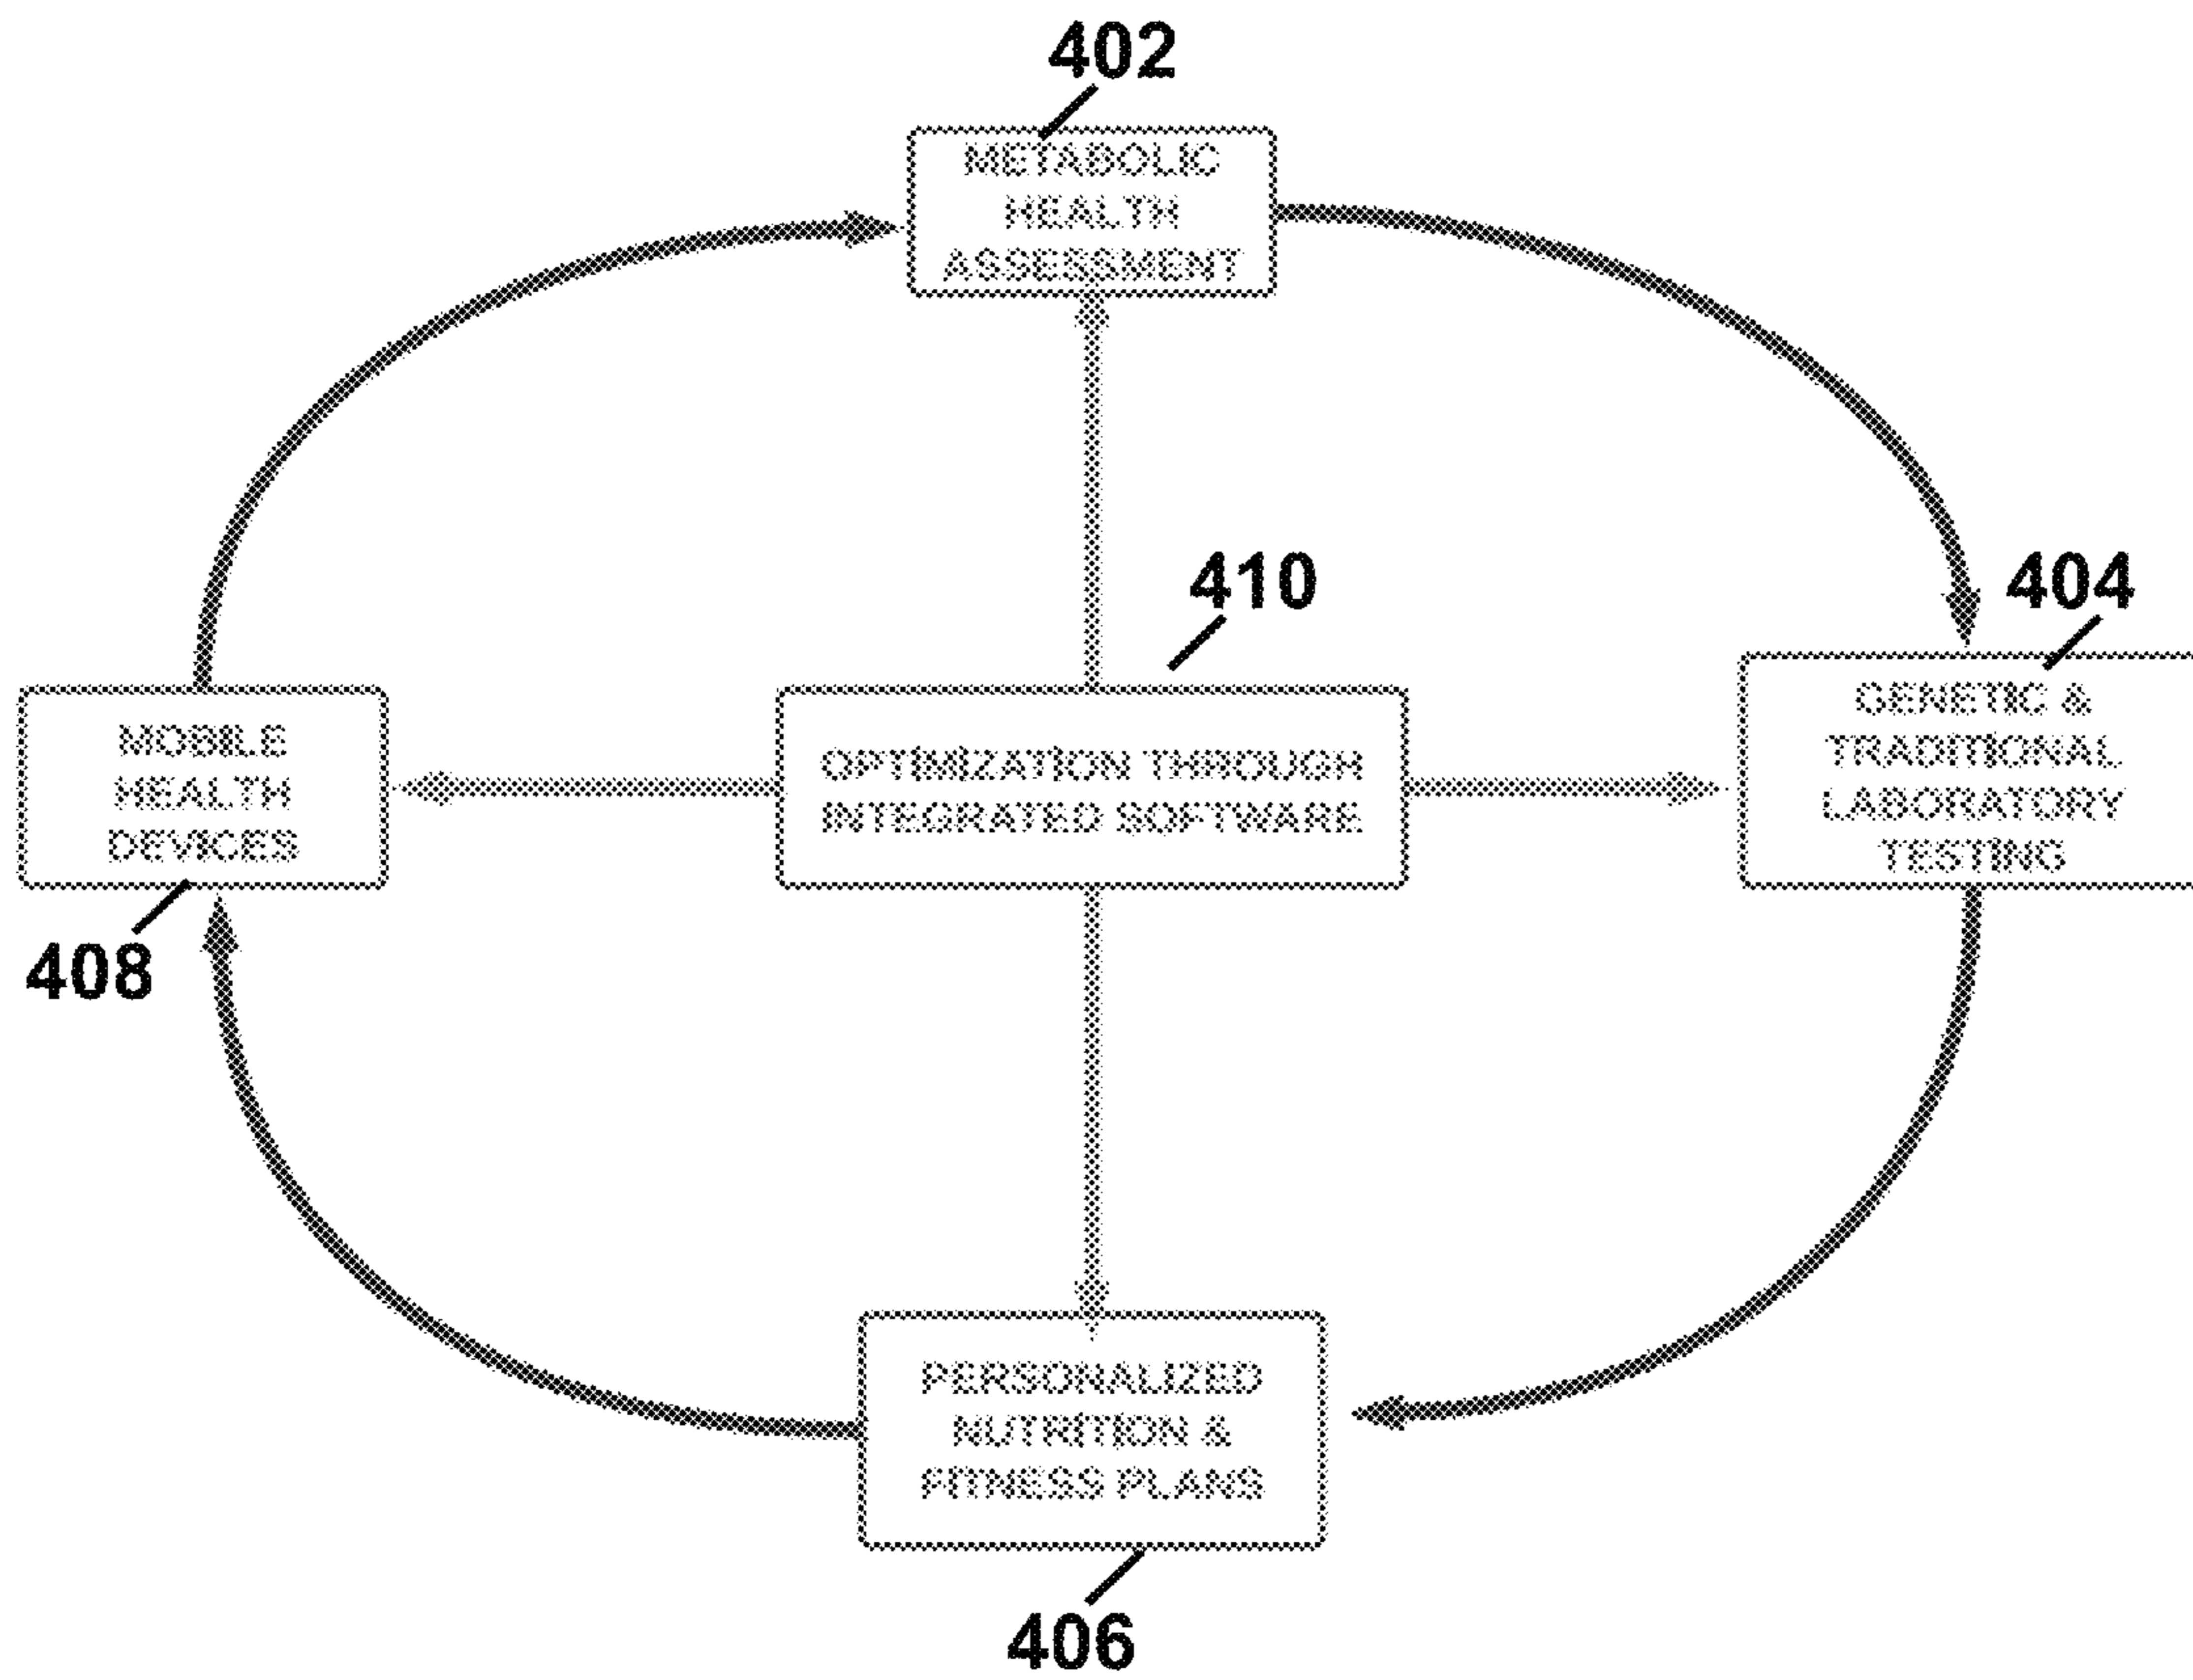 402
METABOLIC
HEALTH
ASSESSMENT
410
404
GENETIC &
TRADITIONAL
LABORATORY
TESTING
MOBILE
HEALTH
DEVICES
OPTIMIZATION THROUGH
INTEGRATED SOFTWARE
408
PERSONALIZED
NUTRITION &
FITNESS PLANS
406